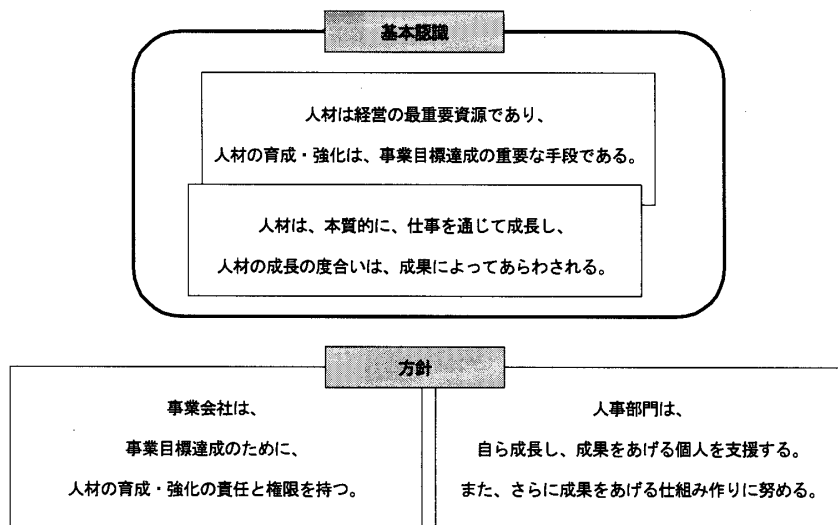 基本認識
人材は経営の最重要資源であり、
人材の育成・強化は、事業目標達成の重要な手段である。
人材は、本質的に、仕事を通じて成長し、
人材の成長の度合いは、成果によってあらわされる。
方針
事業会社は、
事業目標達成のために、
人材の育成・強化の責任と権限を持つ。
人事部門は、
自ら成長し、成果をあげる個人を支援する。
また、さらに成果をあげる仕組み作りに努める。